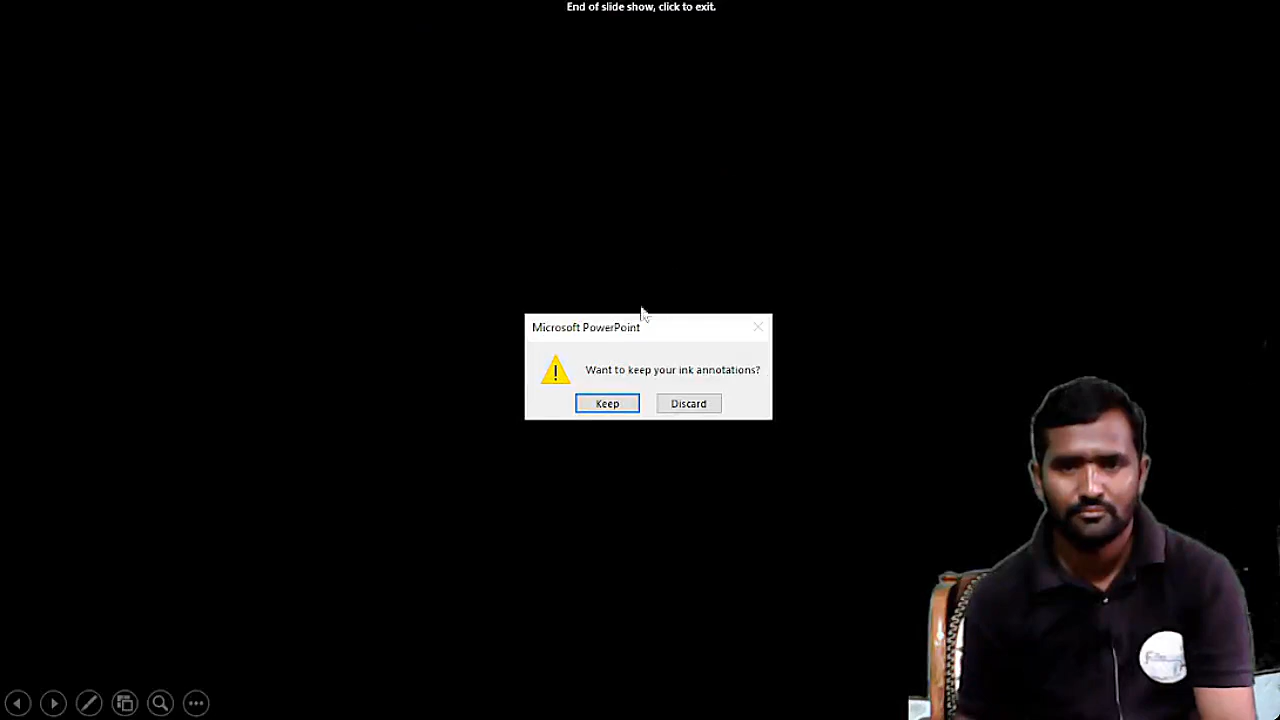 End of slide show, click to exit.
Microsoft PowerPoint
Want to keep your ink annotations?
Keep
Discard